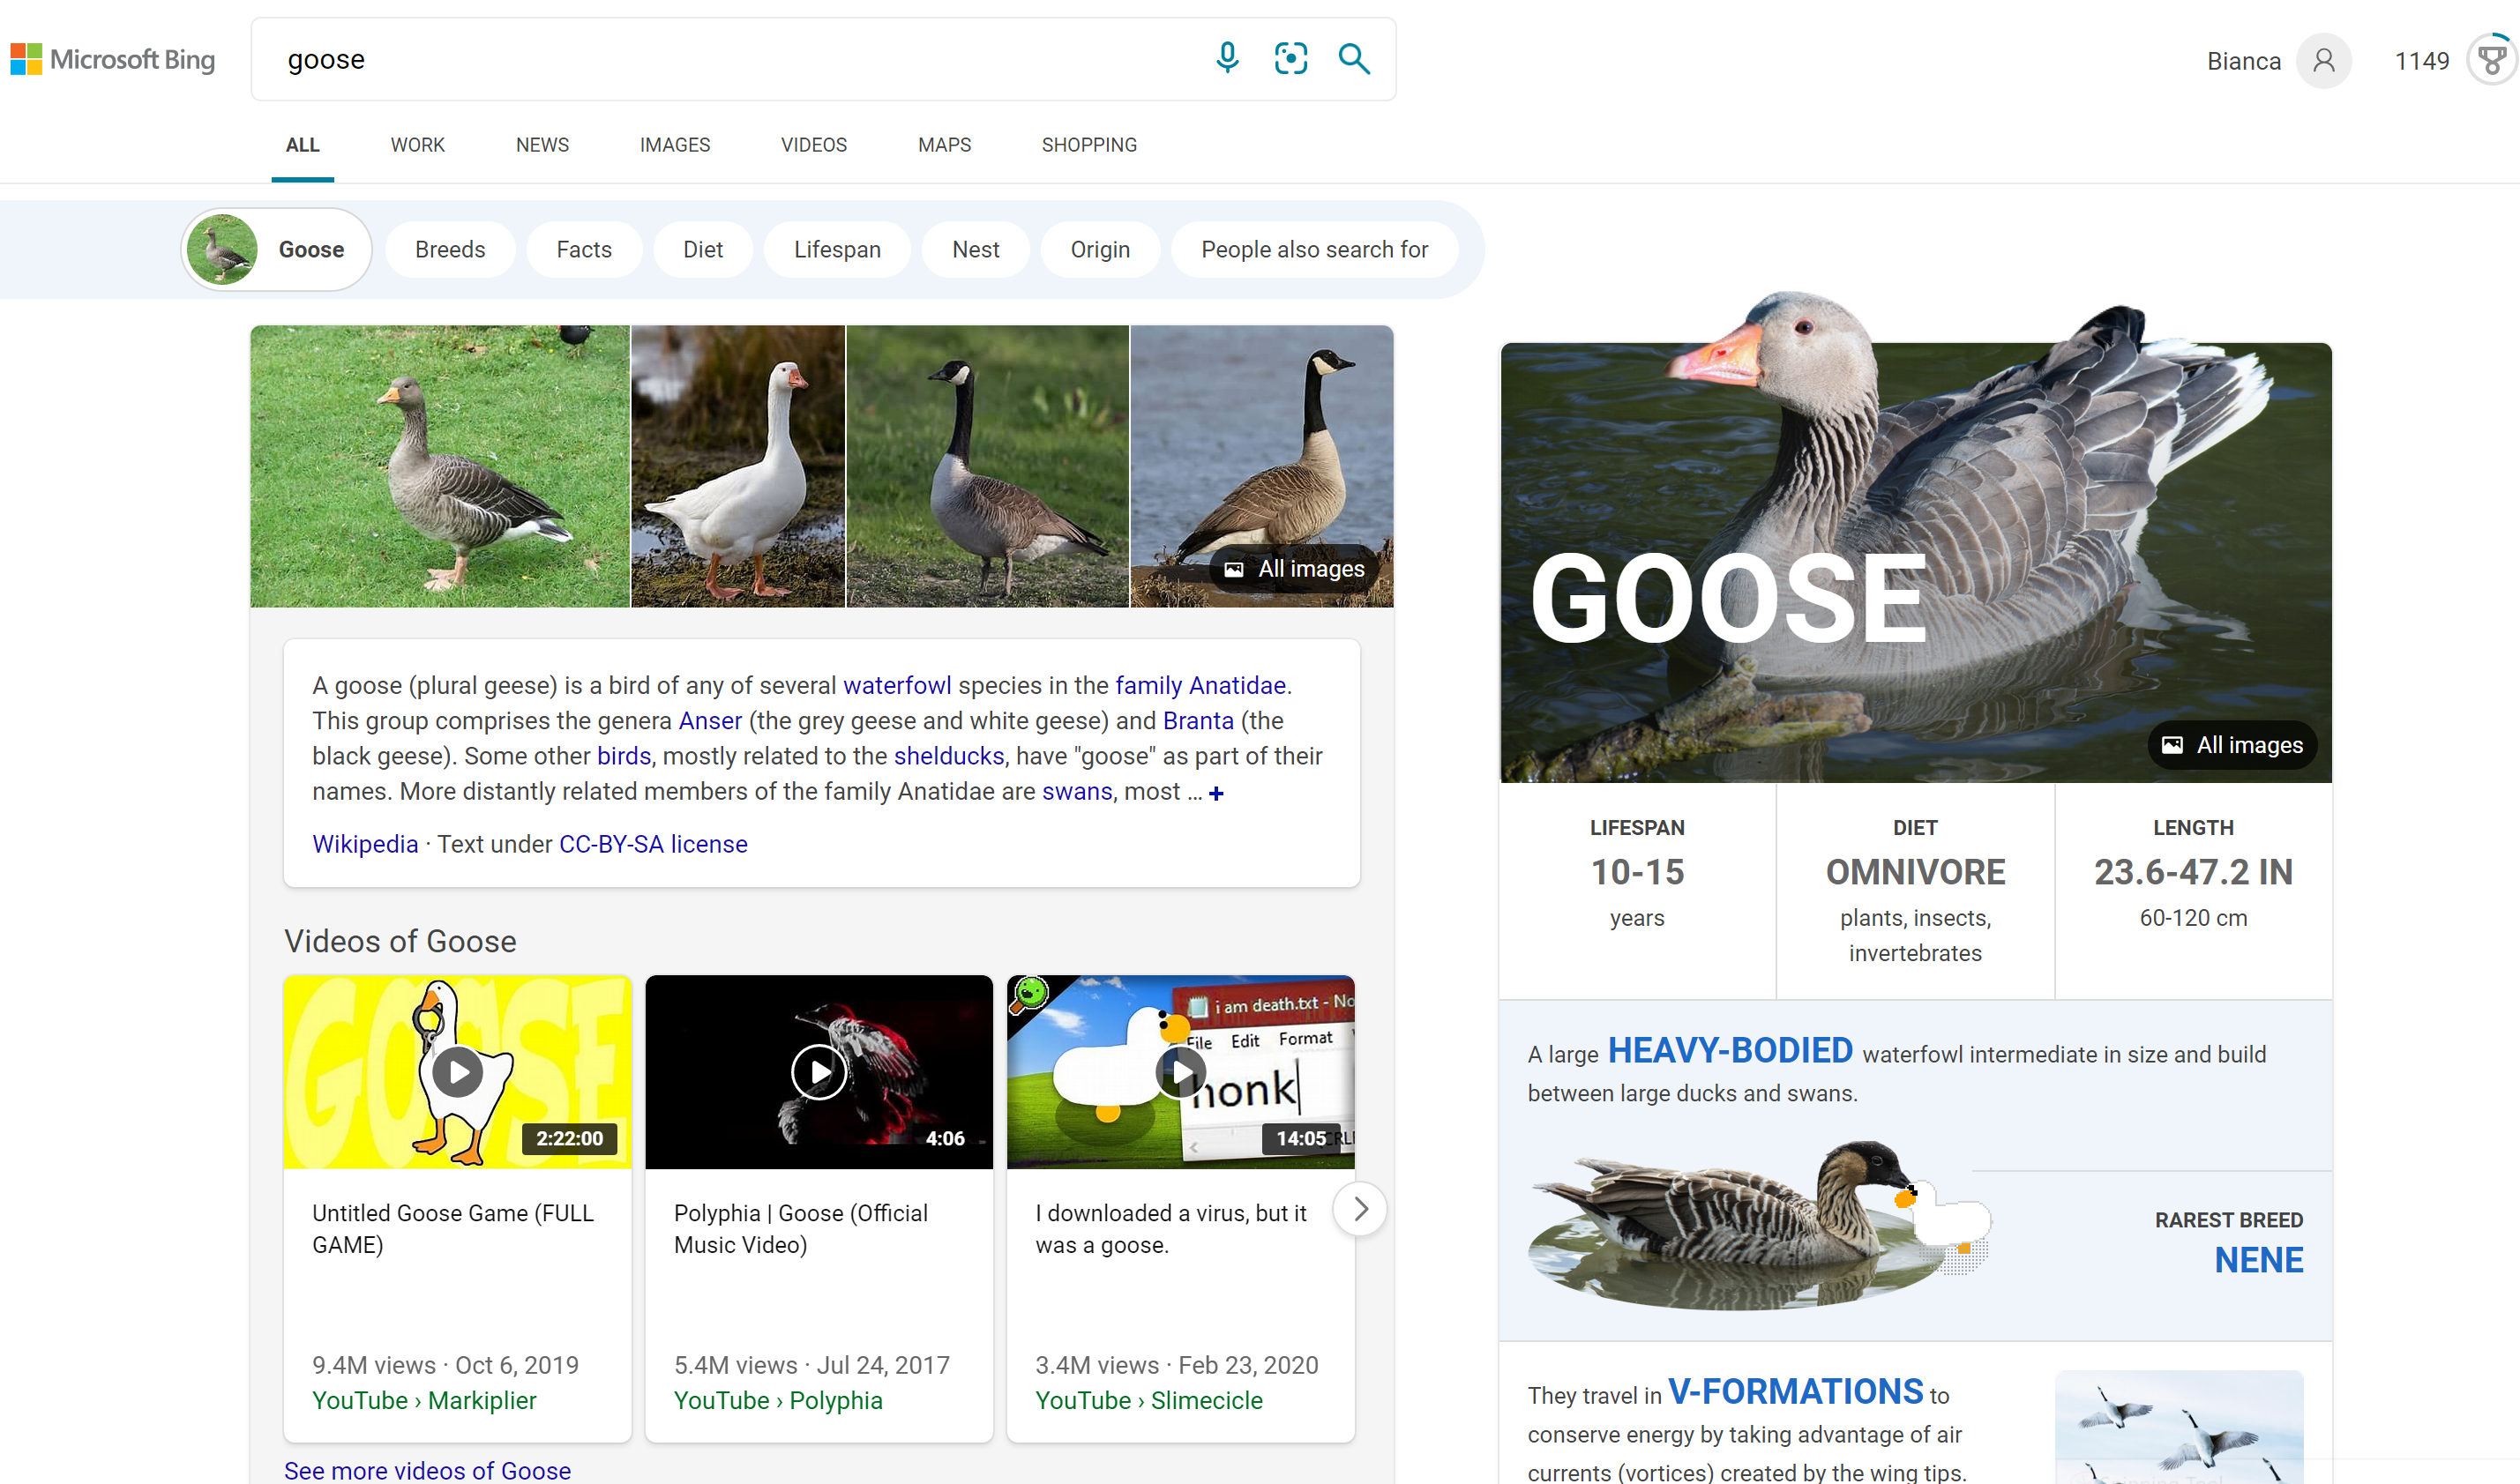 Microsoft Bing
goose
Bianca
1149
ALL
WORK
NEWS
IMAGES
VIDEOS
MAPS
SHOPPING
Goose
Breeds
Facts
Diet
Lifespan
Nest
Origin
People also search for
All images
A goose (plural geese) is a bird of any of several waterfowl species in the family Anatidae.
This group comprises the genera Anser (the grey geese and white geese) and Branta (the
black geese). Some other birds, mostly related to the shelducks, have "goose" as part of their
names. More distantly related members of the family Anatidae are swans, most ... +
Wikipedia · Text under CC-BY-SA license
Videos of Goose
GOOSE
2:22:00
Untitled Goose Game (FULL
GAME)
9.4M views · Oct 6, 2019
YouTube › Markiplier
4:06
Polyphia | Goose (Official
Music Video)
5.4M views · Jul 24, 2017
YouTube › Polyphia
i am death.txt - No
File Edit Format
honk
14:05
I downloaded a virus, but it
was a goose.
3.4M views · Feb 23, 2020
YouTube › Slimecicle
See more videos of Goose
GOOSE
All images
LIFESPAN
10-15
years
DIET
OMNIVORE
plants, insects,
invertebrates
LENGTH
23.6-47.2 IN
60-120 cm
A large HEAVY-BODIED waterfowl intermediate in size and build
between large ducks and swans.
RAREST BREED
NENE
They travel in V-FORMATIONS to
conserve energy by taking advantage of air
currents (vortices) created by the wing tips.